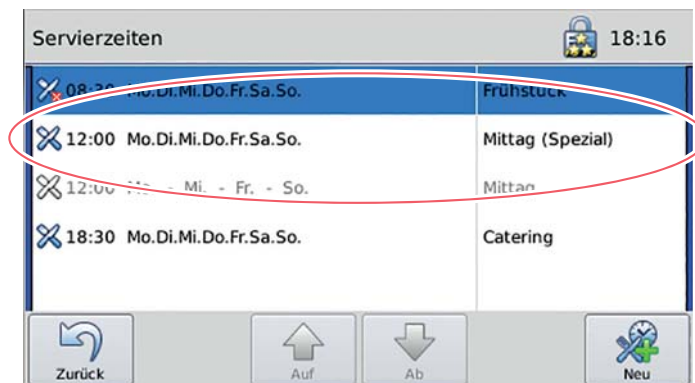 Servierzeiten 18:16
08:30 Mo.Di.Mi.Do.Fr.Sa.So. Frühstück
12:00 Mo.Di.Mi.Do.Fr.Sa.So. Mittag (Spezial)
12:00 Mo. - Mi. - Fr. - So. Mittag
18:30 Mo.Di.Mi.Do.Fr.Sa.So. Catering
Zurück Auf Ab Neu